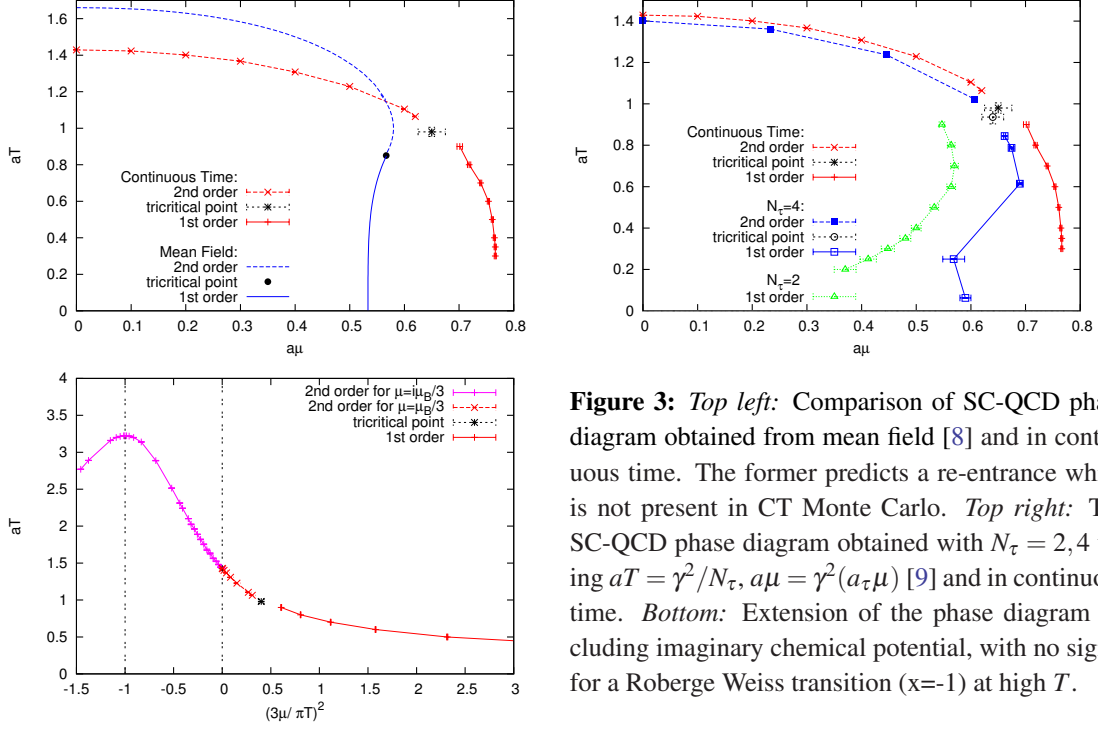 1.6
1.4
1.2
1
0.8
0.6
0.4
0.2
0
aT
Continuous Time:
2nd order
tricritical point
1st order
Mean Field:
2nd order
tricritical point
1st order
0 0.1 0.2 0.3 0.4 0.5 0.6 0.7 0.8
aμ
1.4
1.2
1
0.8
0.6
0.4
0.2
0
aT
Continuous Time:
2nd order
tricritical point
1st order
Nτ=4:
2nd order
tricritical point
1st order
Nτ=2
1st order
0 0.1 0.2 0.3 0.4 0.5 0.6 0.7 0.8
aμ
4
3.5
3
2.5
2
1.5
1
0.5
0
aT
2nd order for μ=iμB/3
2nd order for μ=μB/3
tricritical point
1st order
-1.5 -1 -0.5 0 0.5 1 1.5 2 2.5 3
(3μ/ πT)²
Figure 3: Top left: Comparison of SC-QCD pha
diagram obtained from mean field [8] and in cont
uous time. The former predicts a re-entrance wh
is not present in CT Monte Carlo. Top right: T
SC-QCD phase diagram obtained with Nτ = 2,4
ing aT = γ²/Nτ, aμ = γ²(aτμ) [9] and in continuo
time. Bottom: Extension of the phase diagram
cluding imaginary chemical potential, with no sig
for a Roberge Weiss transition (x=-1) at high T.